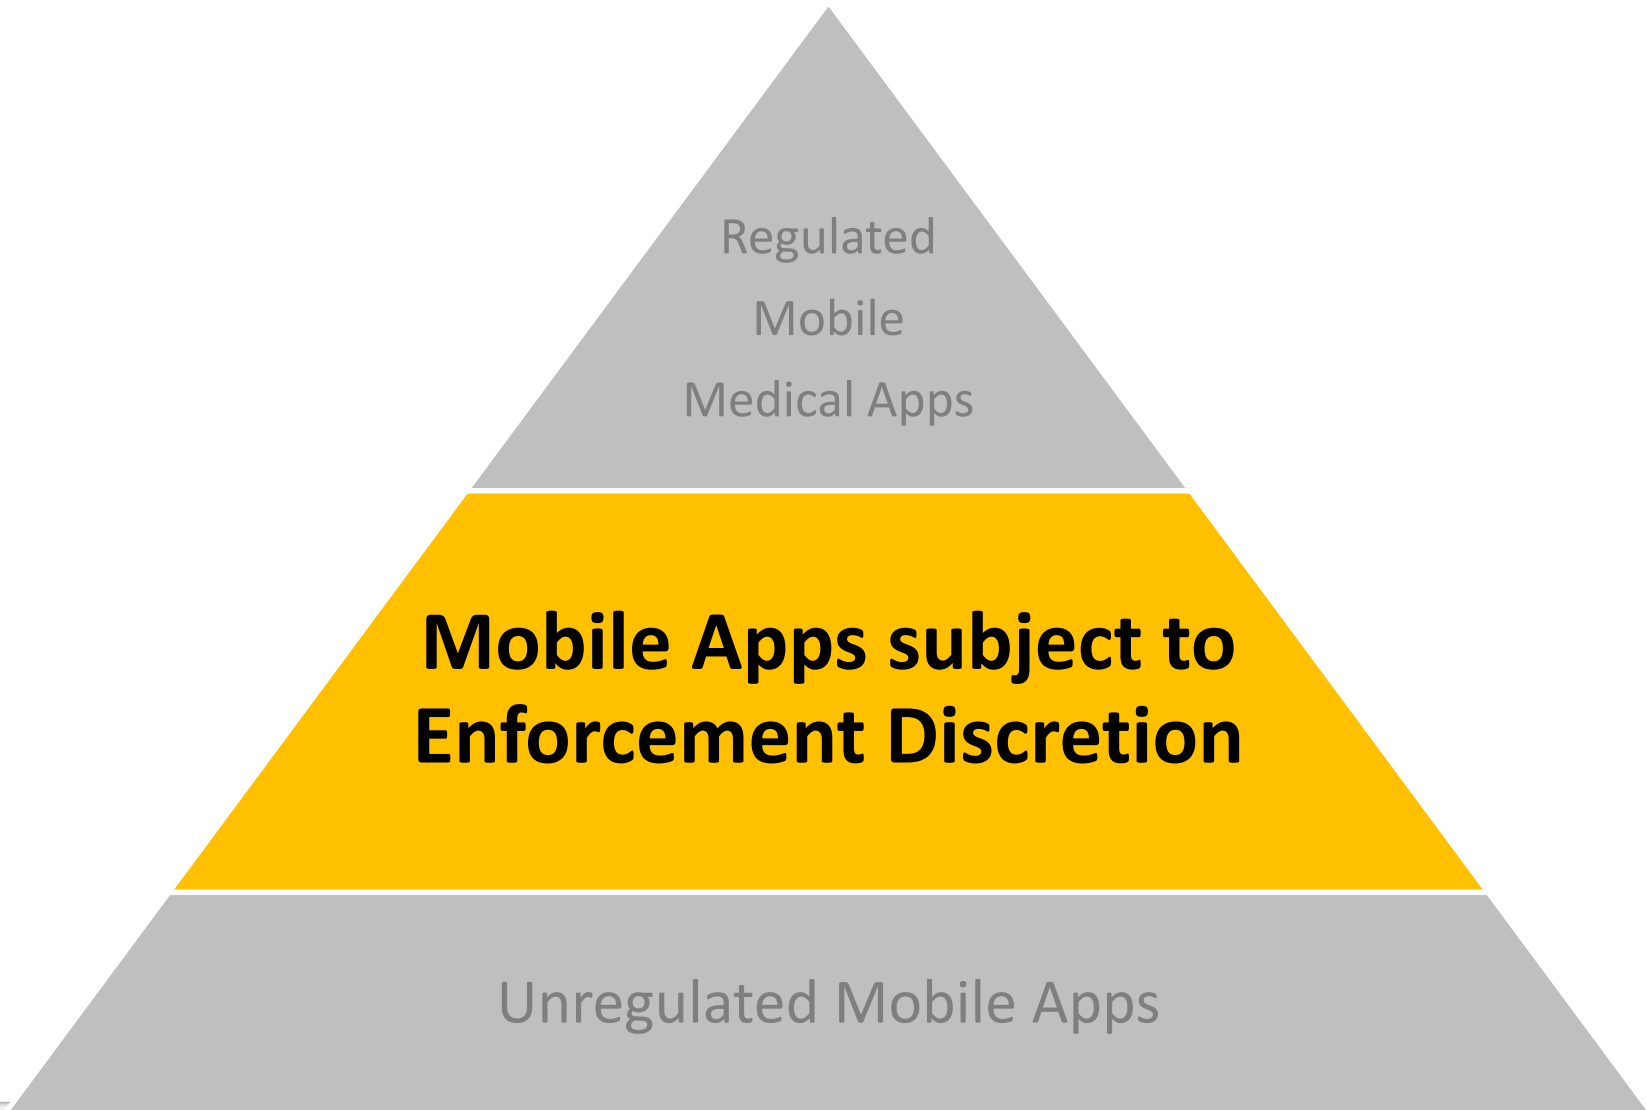 Regulated
Mobile
Medical Apps
Mobile Apps subject to
Enforcement Discretion
Unregulated Mobile Apps